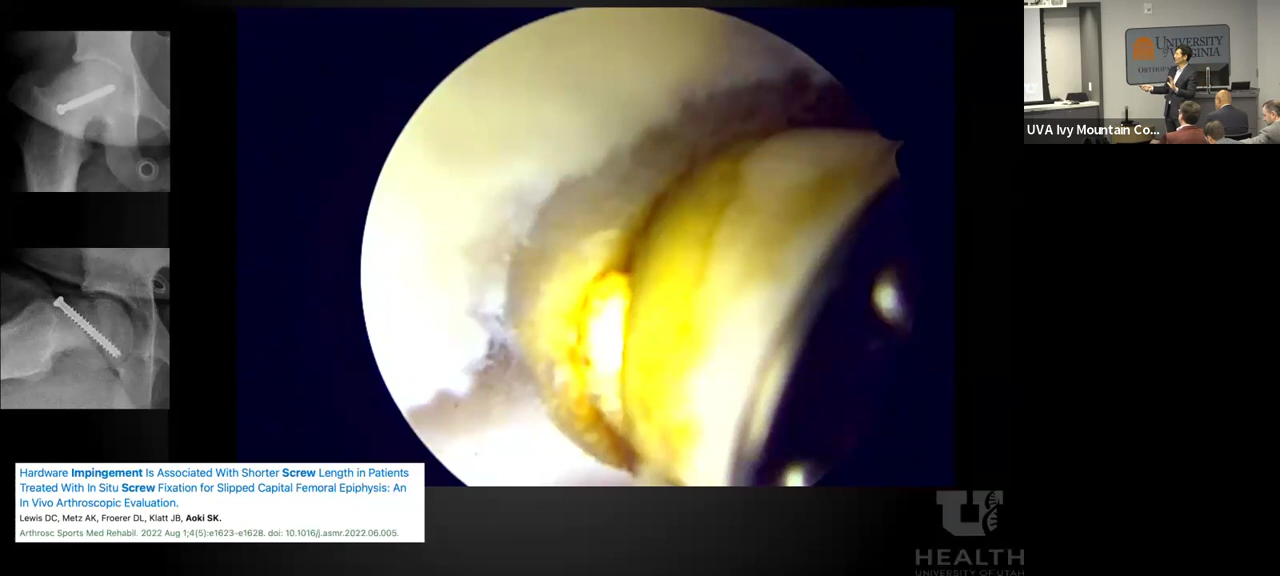 UNIVERSITY
of VIRGINIA
UVA Ivy Mountain Co...
Hardware Impingement Is Associated With Shorter Screw Length in Patients
Treated With In Situ Screw Fixation for Slipped Capital Femoral Epiphysis: An
In Vivo Arthroscopic Evaluation.
Lewis DC, Metz AK, Froerer DL, Klatt JB, Aoki SK.
Arthrosc Sports Med Rehabil. 2022 Aug 1;4(5):e1623-e1628. doi: 10.1016/j.asmr.2022.06.005.
U
HEALTH
UNIVERSITY OF UTAH